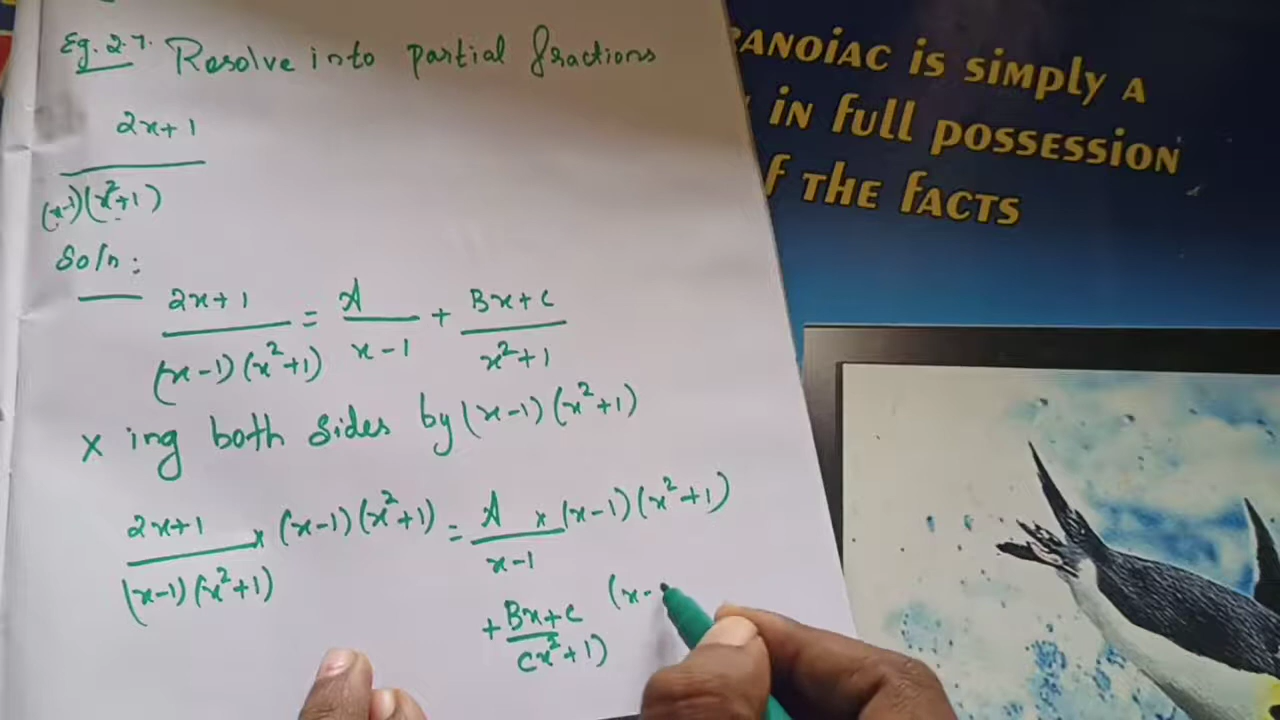 Eg. 2.7. Resolve into partial fractions
2x+1
(x-1)(x²+1)
Soln:
2x+1 = A + Bx+C
(x-1)(x²+1) x-1 x²+1
x ing both sides by (x-1)(x²+1)
2x+1 x (x-1)(x²+1) = A x (x-1)(x²+1)
(x-1)(x²+1) x-1
+ Bx+C (x-
(x²+1)
RANOiAC is simply A
in full possession
f THE fACTS